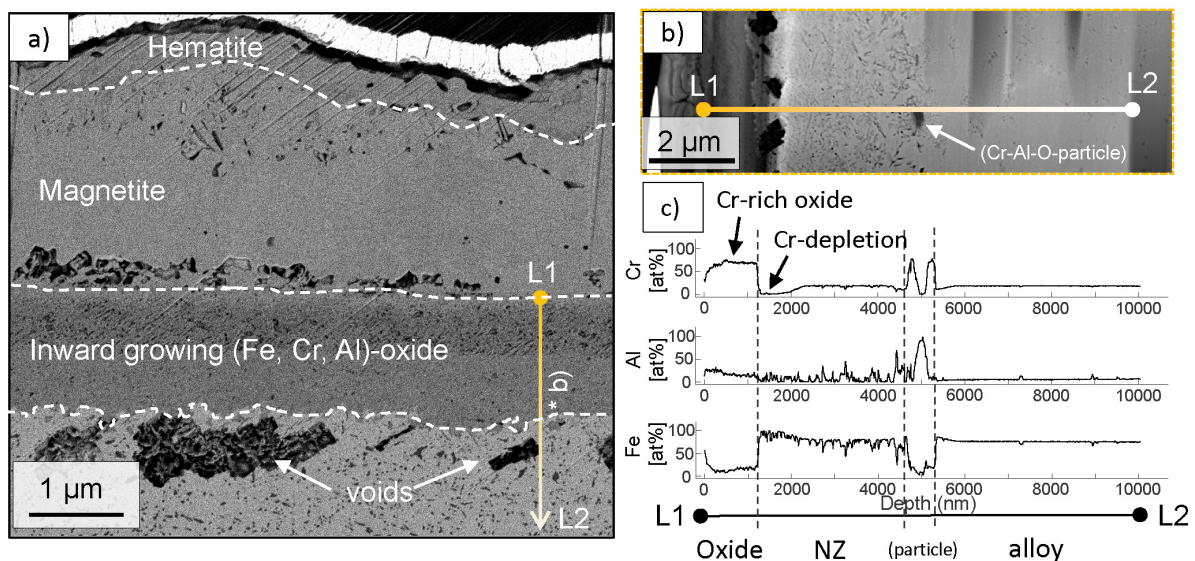 a)
Hematite
Magnetite
L1
Inward growing (Fe, Cr, Al)-oxide
* b)
voids
1 µm
L2
b)
L1
L2
2 µm
(Cr-Al-O-particle)
c)
Cr-rich oxide
Cr-depletion
Cr
[at%]
100
50
0
0 2000 4000 6000 8000 10000
Al
[at%]
100
50
0
0 2000 4000 6000 8000 10000
Fe
[at%]
100
50
0
0 2000 4000 6000 8000 10000
Depth (nm)
L1 L2
Oxide NZ (particle) alloy